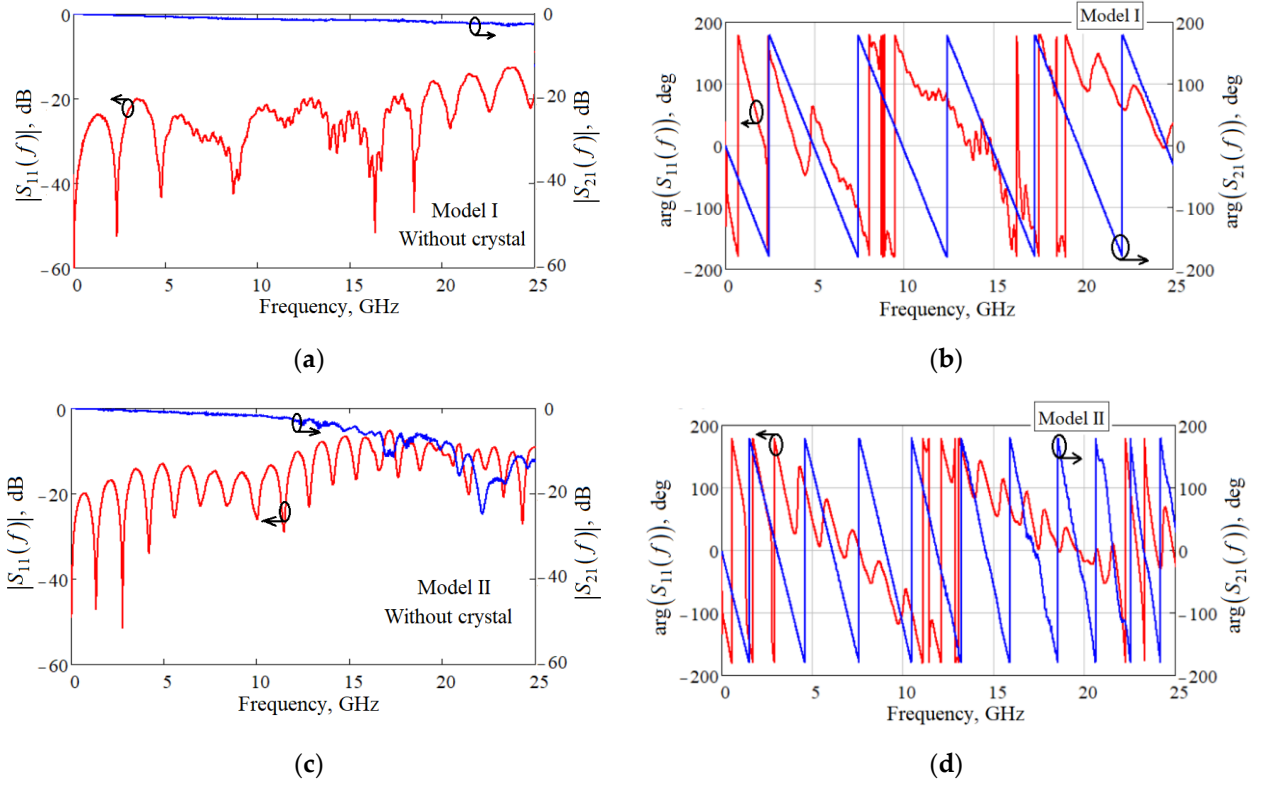 0
−20
−40
−60
|S₁₁(f)|, dB
0
−20
−40
−60
|S₂₁(f)|, dB
Model I
Without crystal
0 5 10 15 20 25
Frequency, GHz
(a)
Model I
200
100
0
−100
−200
arg(S₁₁(f)), deg
200
100
0
−100
−200
arg(S₂₁(f)), deg
0 5 10 15 20 25
Frequency, GHz
(b)
0
−20
−40
−60
|S₁₁(f)|, dB
0
−20
−40
−60
|S₂₁(f)|, dB
Model II
Without crystal
0 5 10 15 20 25
Frequency, GHz
(c)
Model II
200
100
0
−100
−200
arg(S₁₁(f)), deg
200
100
0
−100
−200
arg(S₂₁(f)), deg
0 5 10 15 20 25
Frequency, GHz
(d)